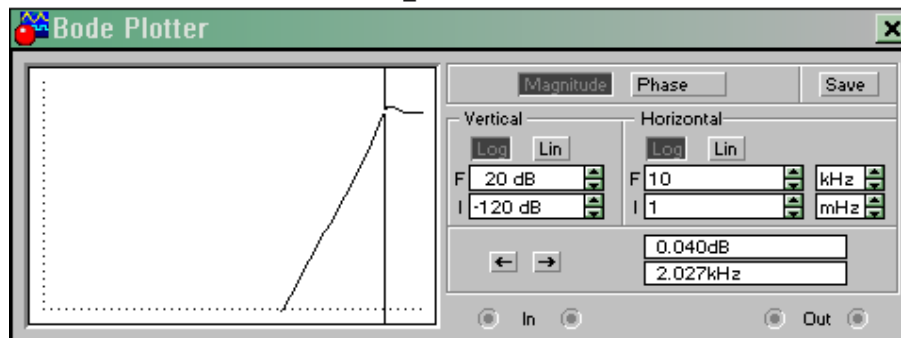 Bode Plotter
Magnitude Phase Save
Vertical Horizontal
Log Lin Log Lin
F 20 dB F 10 kHz
I -120 dB I 1 mHz
← →
0.040dB
2.027kHz
In Out